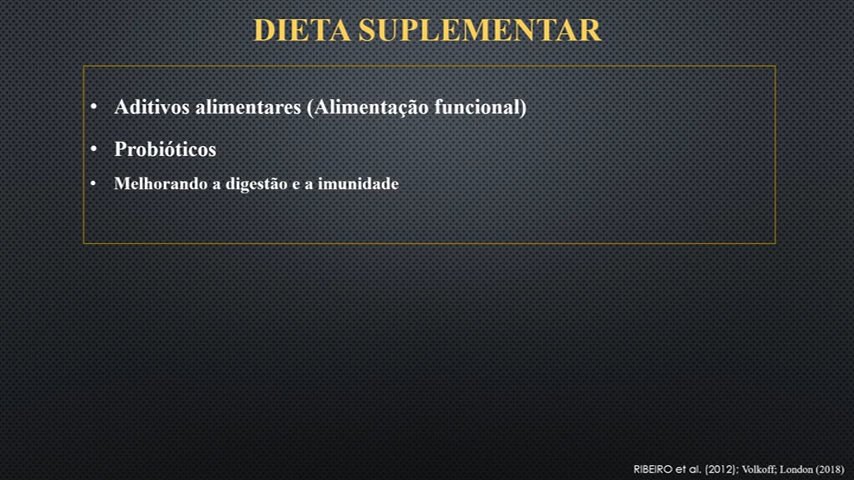 DIETA SUPLEMENTAR
• Aditivos alimentares (Alimentação funcional)
• Probióticos
• Melhorando a digestão e a imunidade
RIBEIRO et al. (2012); Volkoff; London (2018)